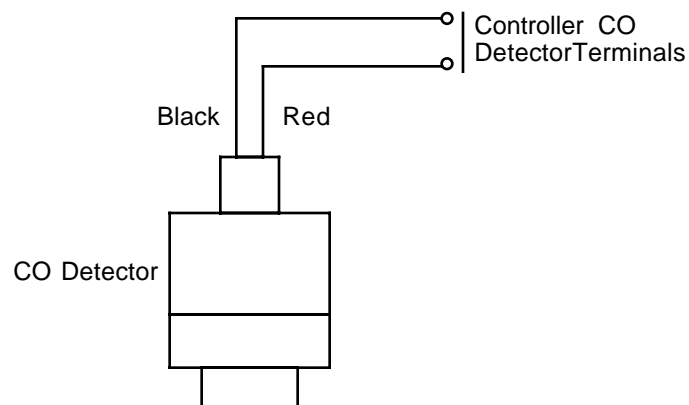 Controller CO
DetectorTerminals
Black Red
CO Detector